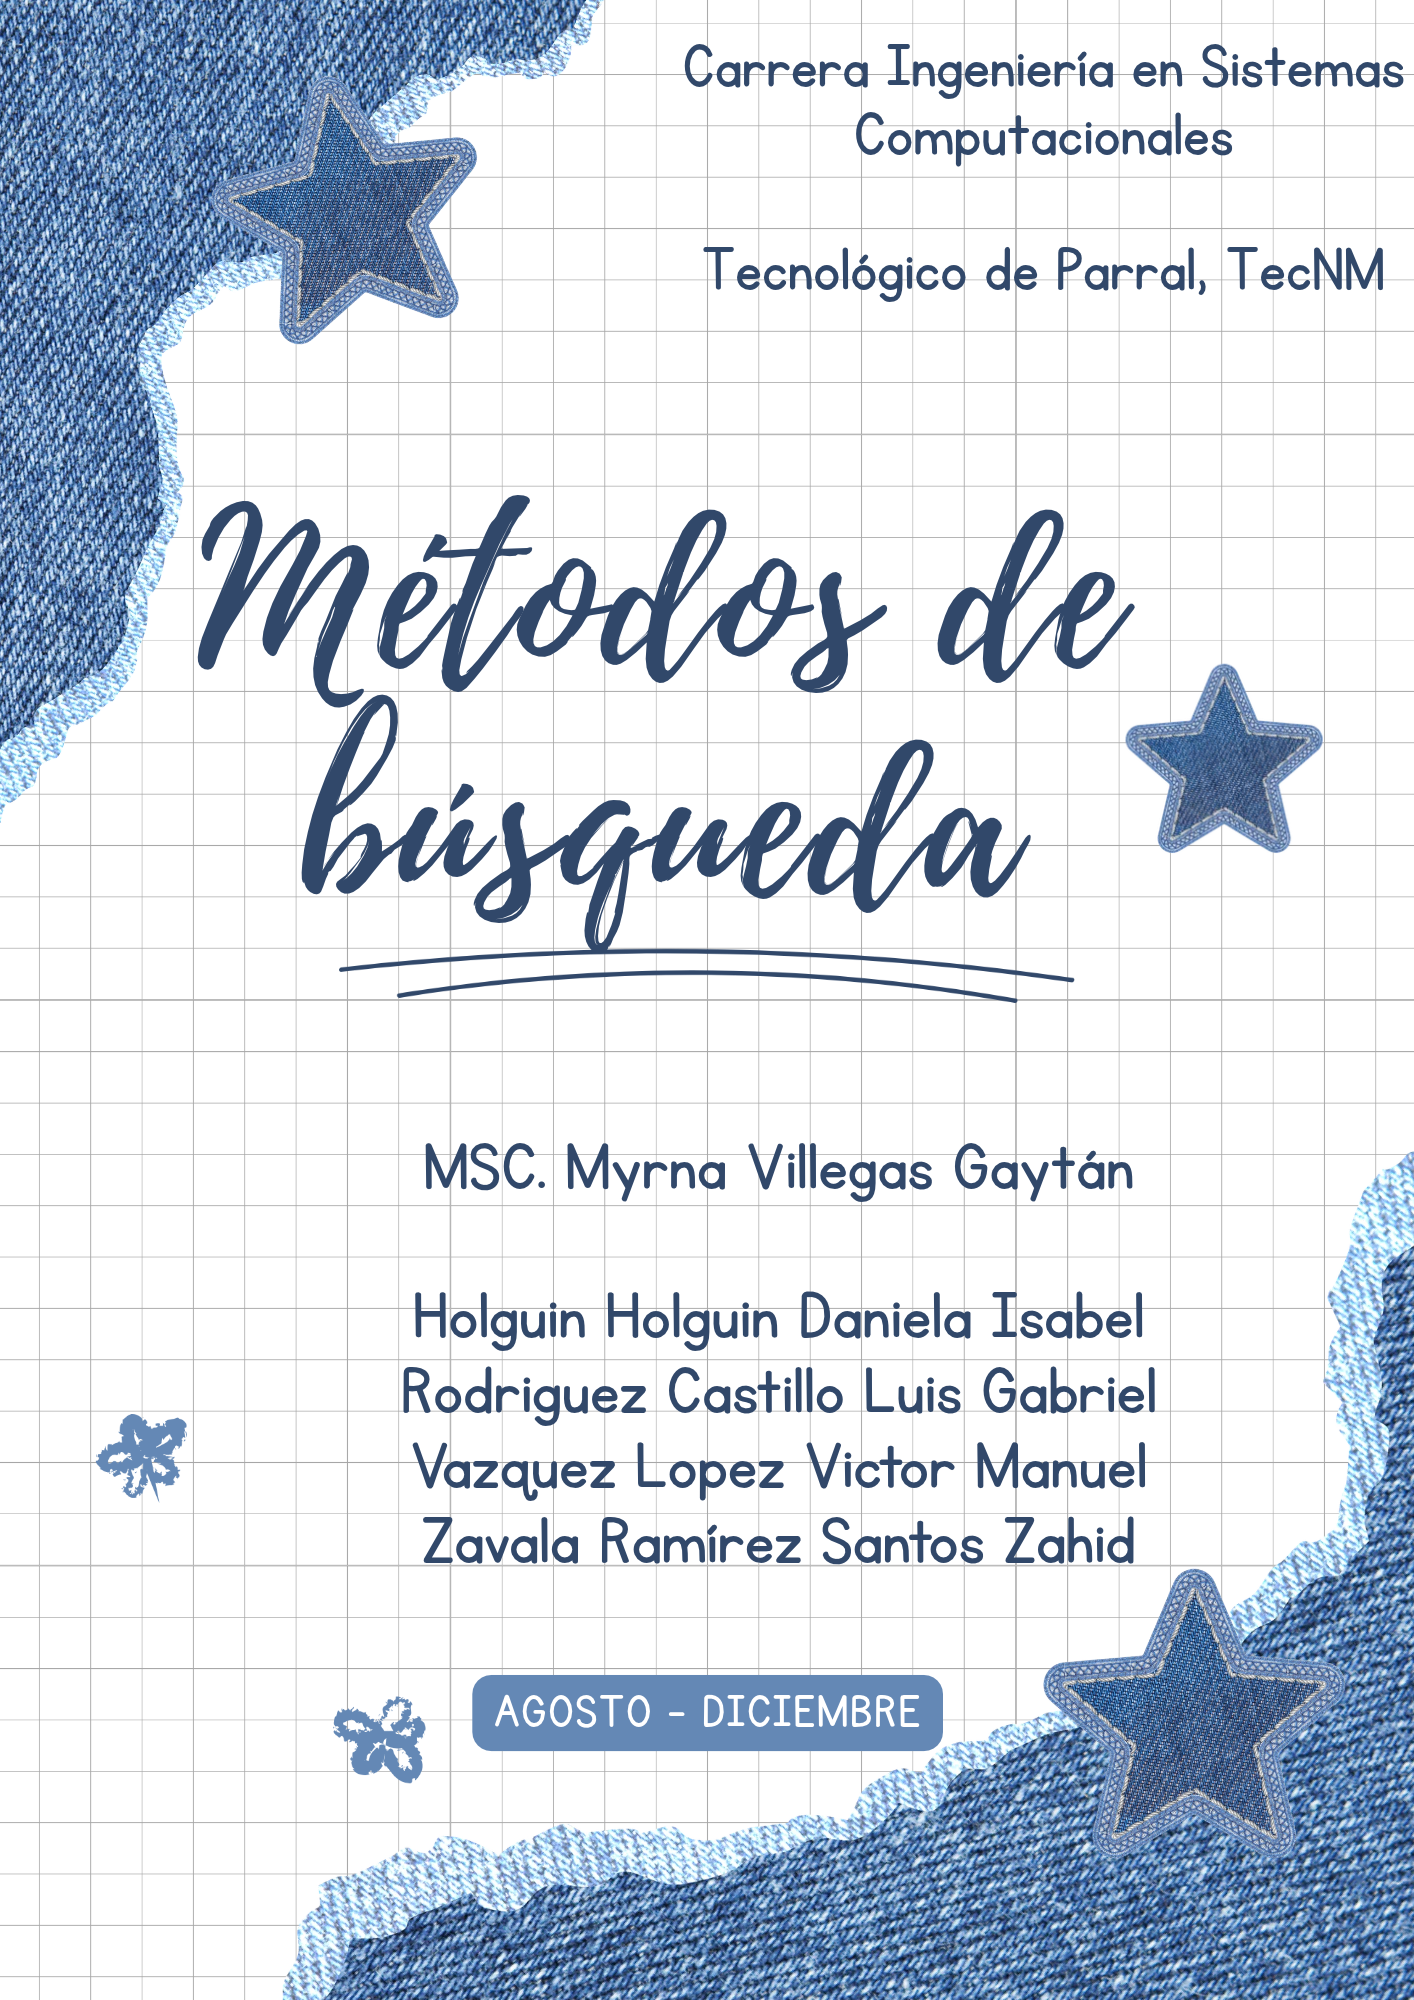 Carrera Ingeniería en Sistemas
Computacionales
Tecnológico de Parral, TecNM
Métodos de
búsqueda
MSC. Myrna Villegas Gaytán
Holguin Holguin Daniela Isabel
Rodriguez Castillo Luis Gabriel
Vazquez Lopez Victor Manuel
Zavala Ramírez Santos Zahid
AGOSTO - DICIEMBRE